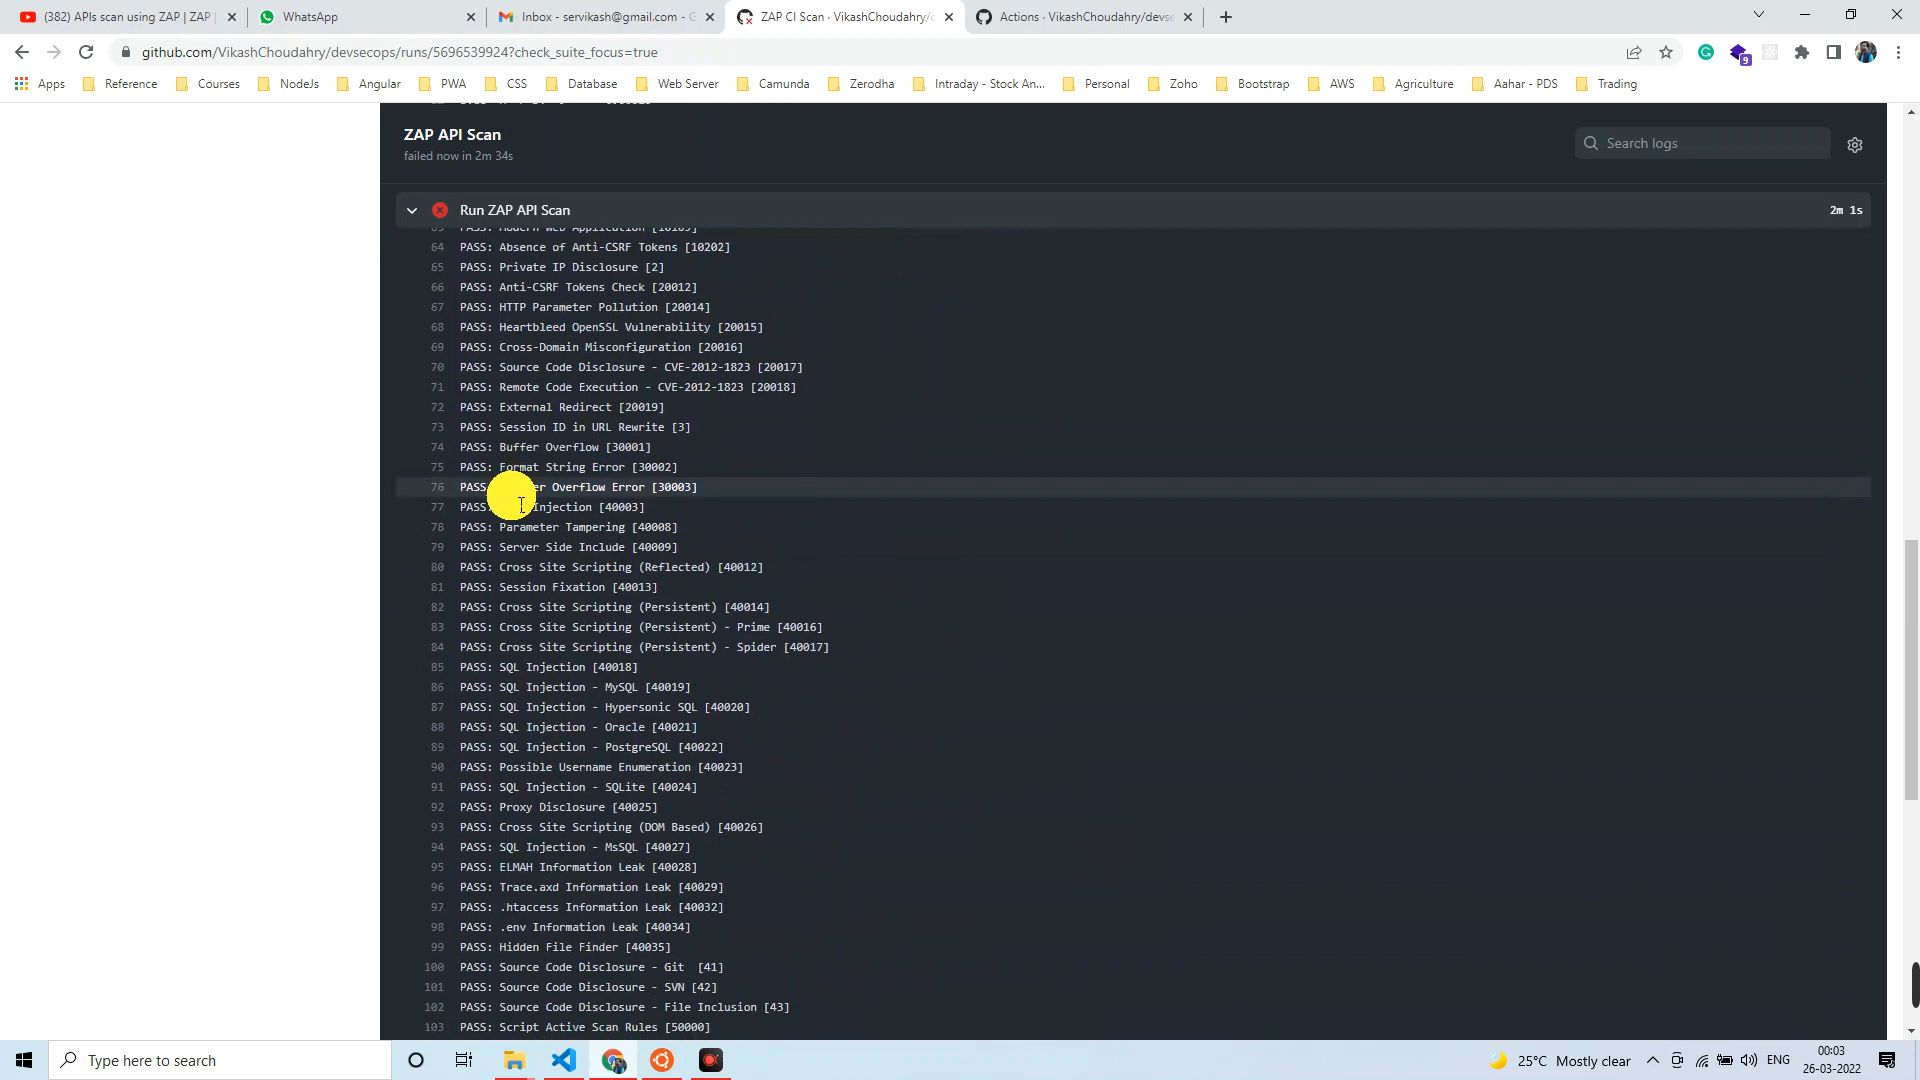 (382) APIs scan using ZAP | ZAP
WhatsApp
Inbox - servikash@gmail.com - G
ZAP CI Scan · VikashChoudahry/d
Actions · VikashChoudahry/devse
github.com/VikashChoudahry/devsecops/runs/5696539924?check_suite_focus=true
9
Apps
Reference
Courses
NodeJs
Angular
PWA
CSS
Database
Web Server
Camunda
Zerodha
Intraday - Stock An...
Personal
Zoho
Bootstrap
AWS
Agriculture
Aahar - PDS
Trading
ZAP API Scan
failed now in 2m 34s
Search logs
Run ZAP API Scan
2m 1s
63 PASS: Modern Web Application [10109]
64 PASS: Absence of Anti-CSRF Tokens [10202]
65 PASS: Private IP Disclosure [2]
66 PASS: Anti-CSRF Tokens Check [20012]
67 PASS: HTTP Parameter Pollution [20014]
68 PASS: Heartbleed OpenSSL Vulnerability [20015]
69 PASS: Cross-Domain Misconfiguration [20016]
70 PASS: Source Code Disclosure - CVE-2012-1823 [20017]
71 PASS: Remote Code Execution - CVE-2012-1823 [20018]
72 PASS: External Redirect [20019]
73 PASS: Session ID in URL Rewrite [3]
74 PASS: Buffer Overflow [30001]
75 PASS: Format String Error [30002]
76 PASS: Overflow Error [30003]
77 PASS: Injection [40003]
78 PASS: Parameter Tampering [40008]
79 PASS: Server Side Include [40009]
80 PASS: Cross Site Scripting (Reflected) [40012]
81 PASS: Session Fixation [40013]
82 PASS: Cross Site Scripting (Persistent) [40014]
83 PASS: Cross Site Scripting (Persistent) - Prime [40016]
84 PASS: Cross Site Scripting (Persistent) - Spider [40017]
85 PASS: SQL Injection [40018]
86 PASS: SQL Injection - MySQL [40019]
87 PASS: SQL Injection - Hypersonic SQL [40020]
88 PASS: SQL Injection - Oracle [40021]
89 PASS: SQL Injection - PostgreSQL [40022]
90 PASS: Possible Username Enumeration [40023]
91 PASS: SQL Injection - SQLite [40024]
92 PASS: Proxy Disclosure [40025]
93 PASS: Cross Site Scripting (DOM Based) [40026]
94 PASS: SQL Injection - MsSQL [40027]
95 PASS: ELMAH Information Leak [40028]
96 PASS: Trace.axd Information Leak [40029]
97 PASS: .htaccess Information Leak [40032]
98 PASS: .env Information Leak [40034]
99 PASS: Hidden File Finder [40035]
100 PASS: Source Code Disclosure - Git [41]
101 PASS: Source Code Disclosure - SVN [42]
102 PASS: Source Code Disclosure - File Inclusion [43]
103 PASS: Script Active Scan Rules [50000]
Type here to search
25°C Mostly clear
ENG
00:03
26-03-2022